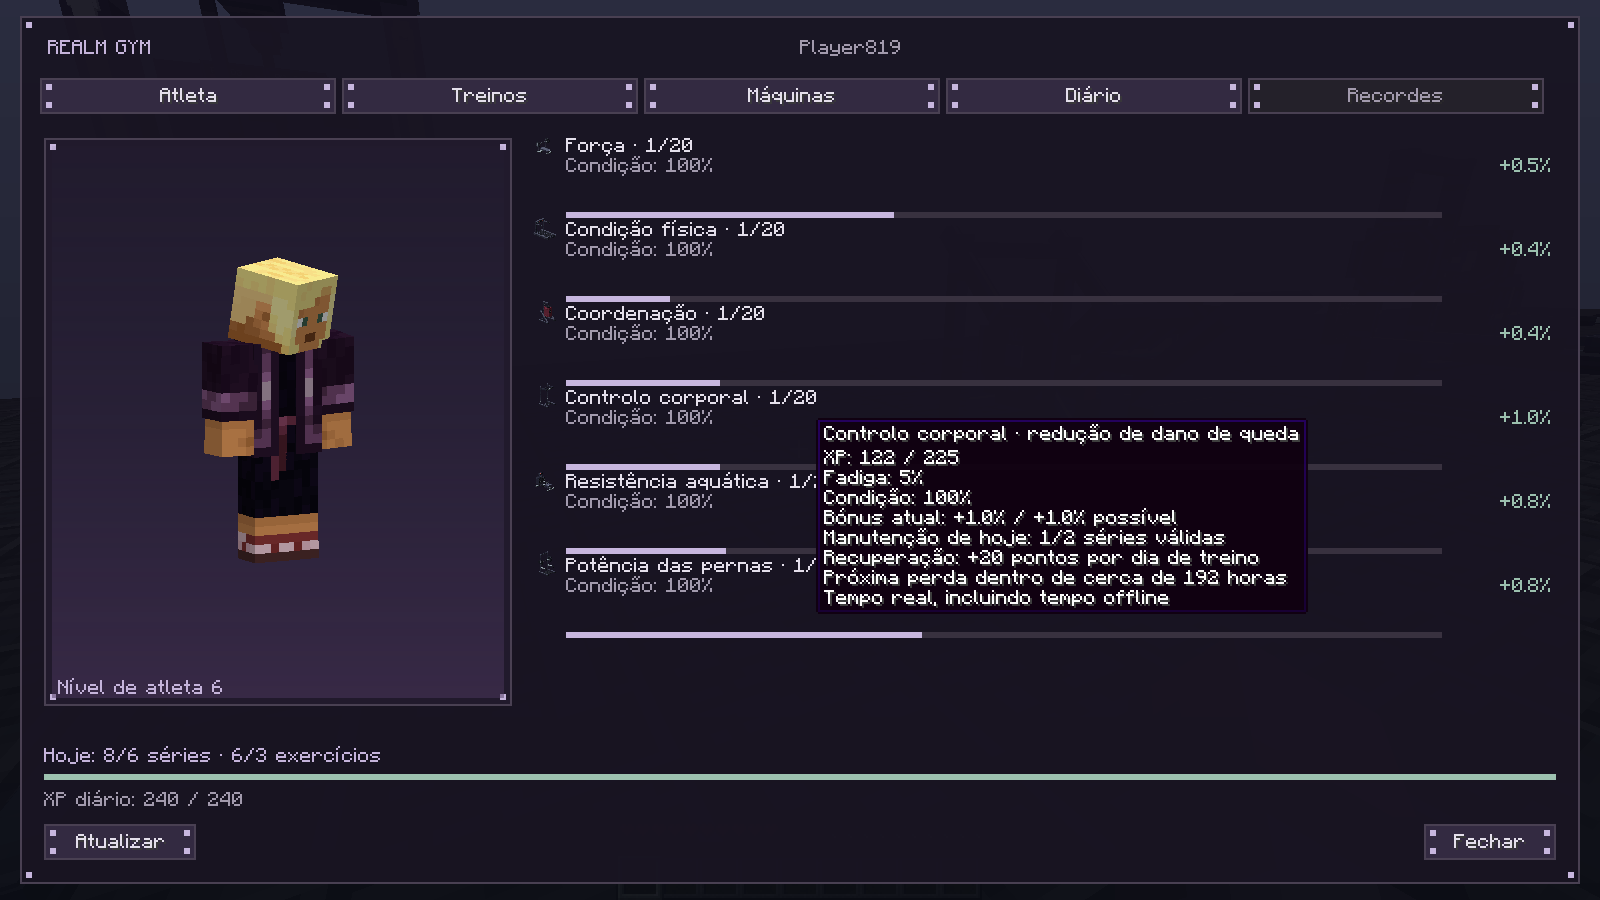 REALM GYM
Player819
Atleta
Treinos
Máquinas
Diário
Recordes
Força · 1/20
Condição: 100%
+0.5%
Condição física · 1/20
Condição: 100%
+0.4%
Coordenação · 1/20
Condição: 100%
+0.4%
Controlo corporal · 1/20
Condição: 100%
+1.0%
Resistência aquática · 1/
Condição: 100%
+0.8%
Potência das pernas · 1/
Condição: 100%
+0.8%
Controlo corporal · redução de dano de queda
XP: 122 / 225
Fadiga: 5%
Condição: 100%
Bónus atual: +1.0% / +1.0% possível
Manutenção de hoje: 1/2 séries válidas
Recuperação: +20 pontos por dia de treino
Próxima perda dentro de cerca de 192 horas
Tempo real, incluindo tempo offline
Nível de atleta 6
Hoje: 8/6 séries · 6/3 exercícios
XP diário: 240 / 240
Atualizar
Fechar